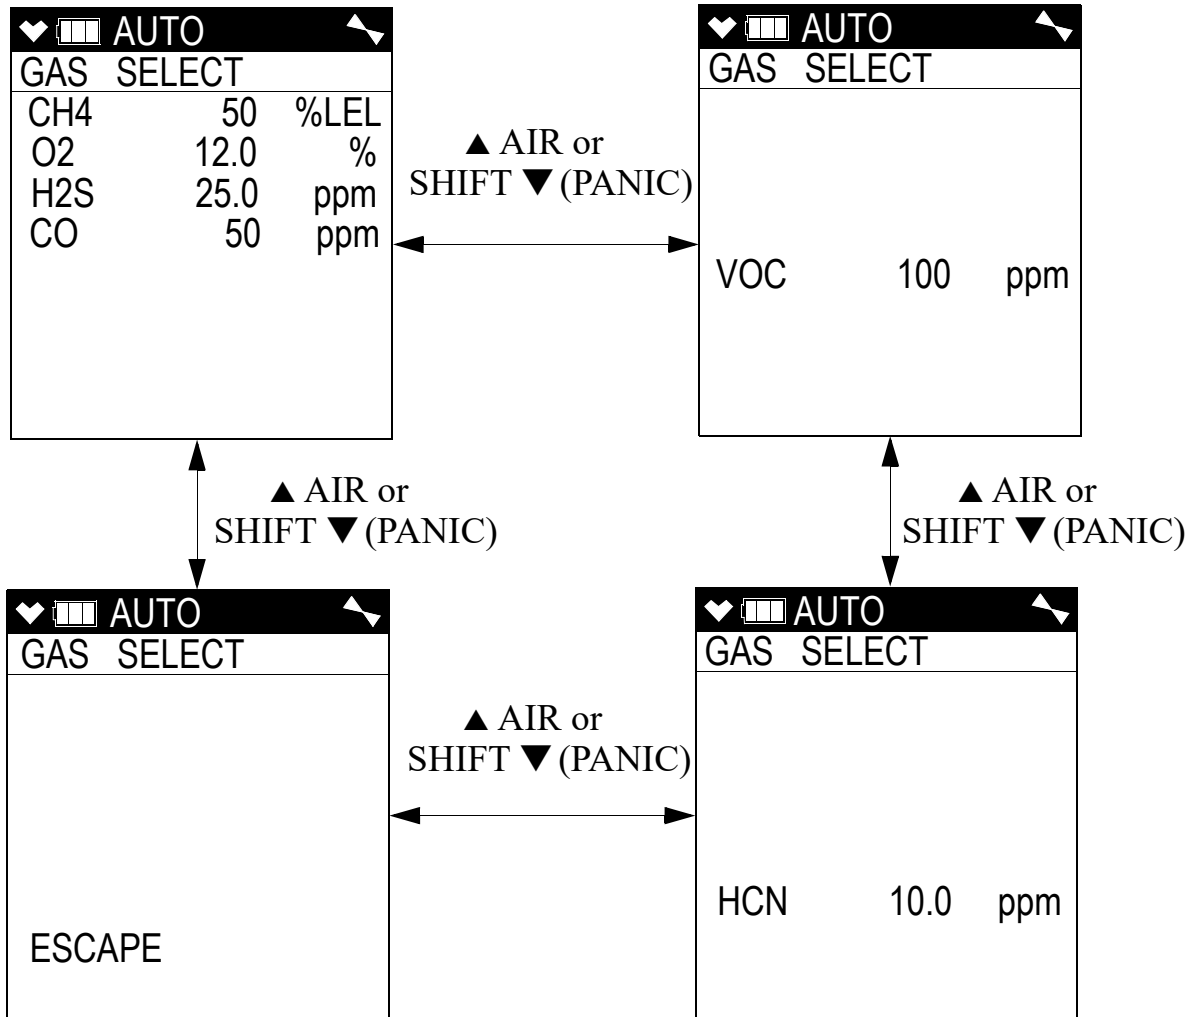 AUTO
GAS SELECT
CH4 50 %LEL
O2 12.0 %
H2S 25.0 ppm
CO 50 ppm
▲ AIR or
SHIFT ▼ (PANIC)
AUTO
GAS SELECT
VOC 100 ppm
▲ AIR or
SHIFT ▼ (PANIC)
▲ AIR or
SHIFT ▼ (PANIC)
AUTO
GAS SELECT
ESCAPE
▲ AIR or
SHIFT ▼ (PANIC)
AUTO
GAS SELECT
HCN 10.0 ppm